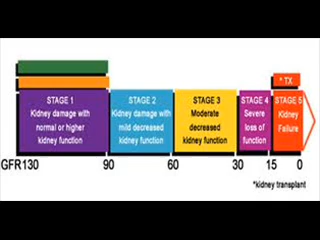 * TX
STAGE 1
Kidney damage with
normal or higher
kidney function
STAGE 2
Kidney damage with
mild decreased
kidney function
STAGE 3
Moderate
decreased
kidney function
STAGE 4
Severe
loss of
function
STAGE 5
Kidney
Failure
GFR130 90 60 30 15 0
*kidney transplant